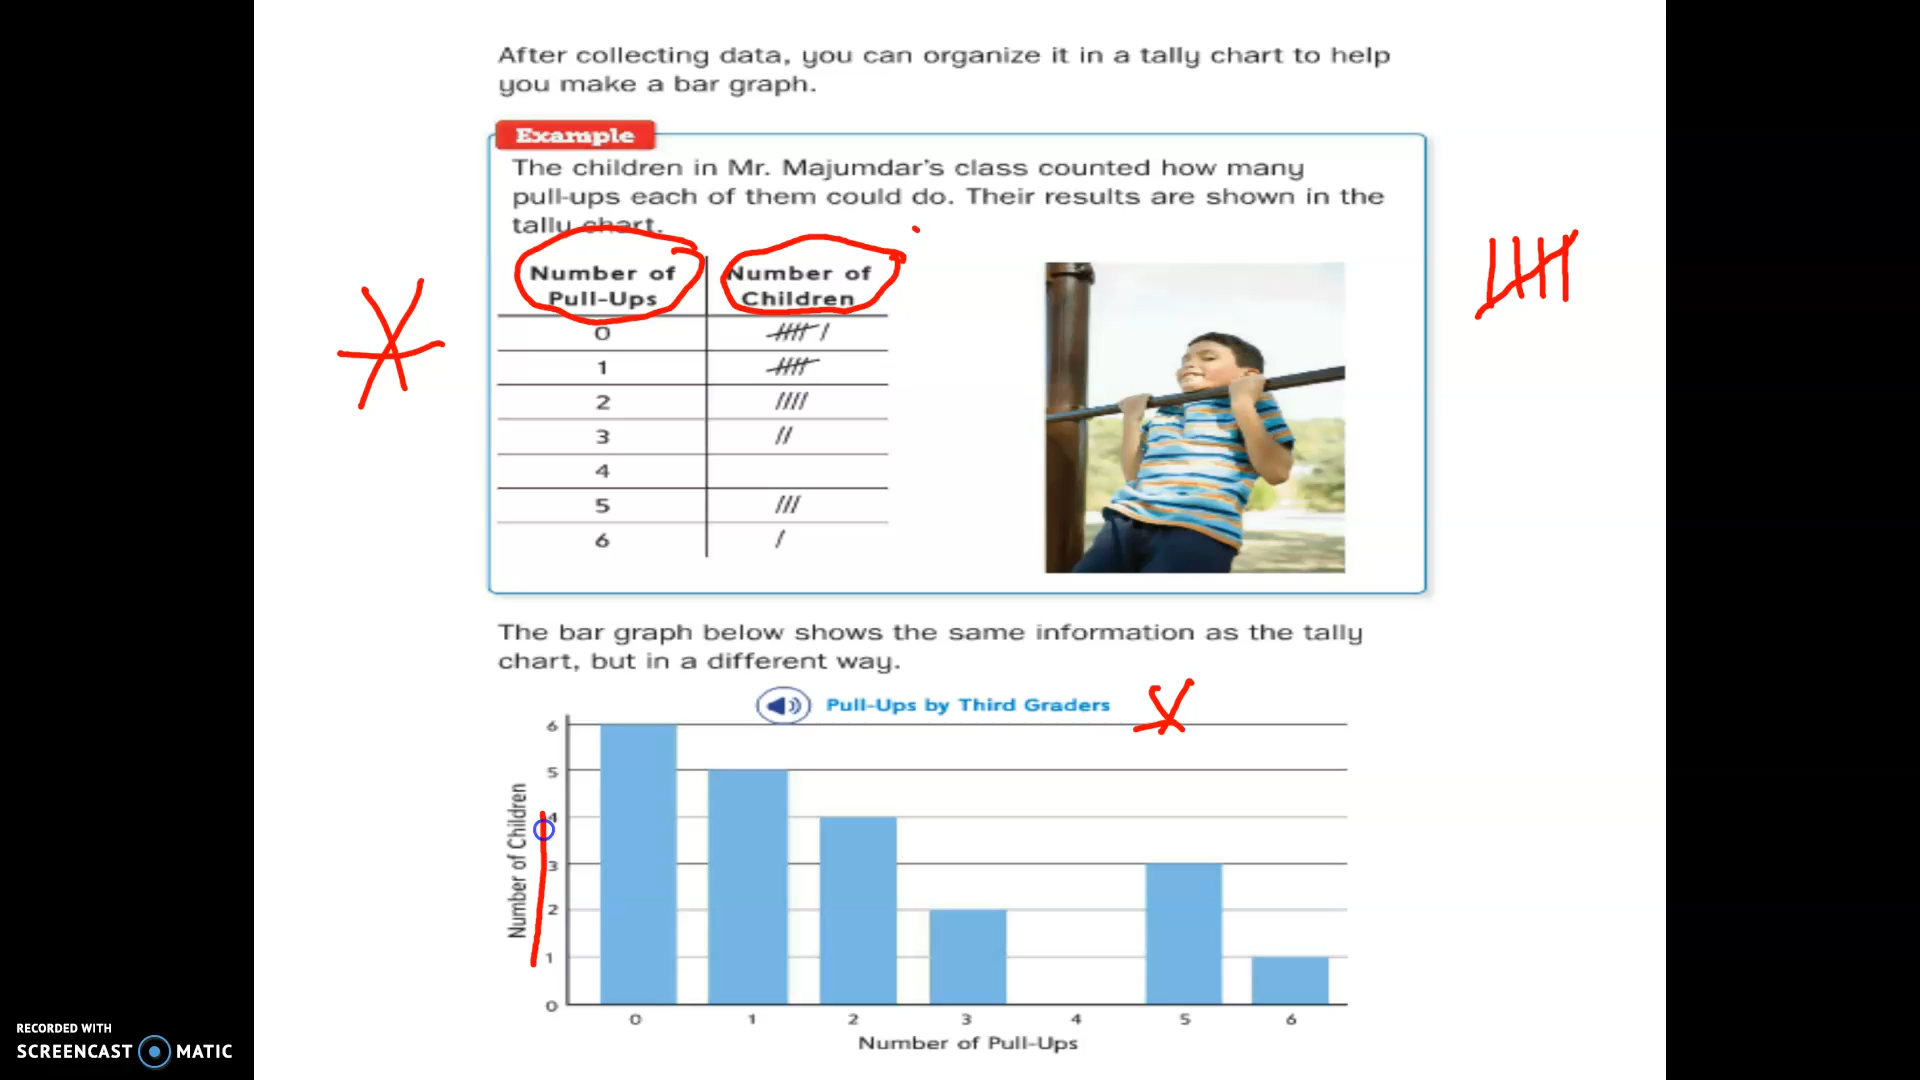 After collecting data, you can organize it in a tally chart to help
you make a bar graph.
Example
The children in Mr. Majumdar's class counted how many
pull-ups each of them could do. Their results are shown in the
tally chart.
Number of Pull-Ups
Number of Children
0
1
2
3
4
5
6
The bar graph below shows the same information as the tally
chart, but in a different way.
Pull-Ups by Third Graders
Number of Children
6
5
4
3
2
1
0
0 1 2 3 4 5 6
Number of Pull-Ups
RECORDED WITH
SCREENCAST MATIC